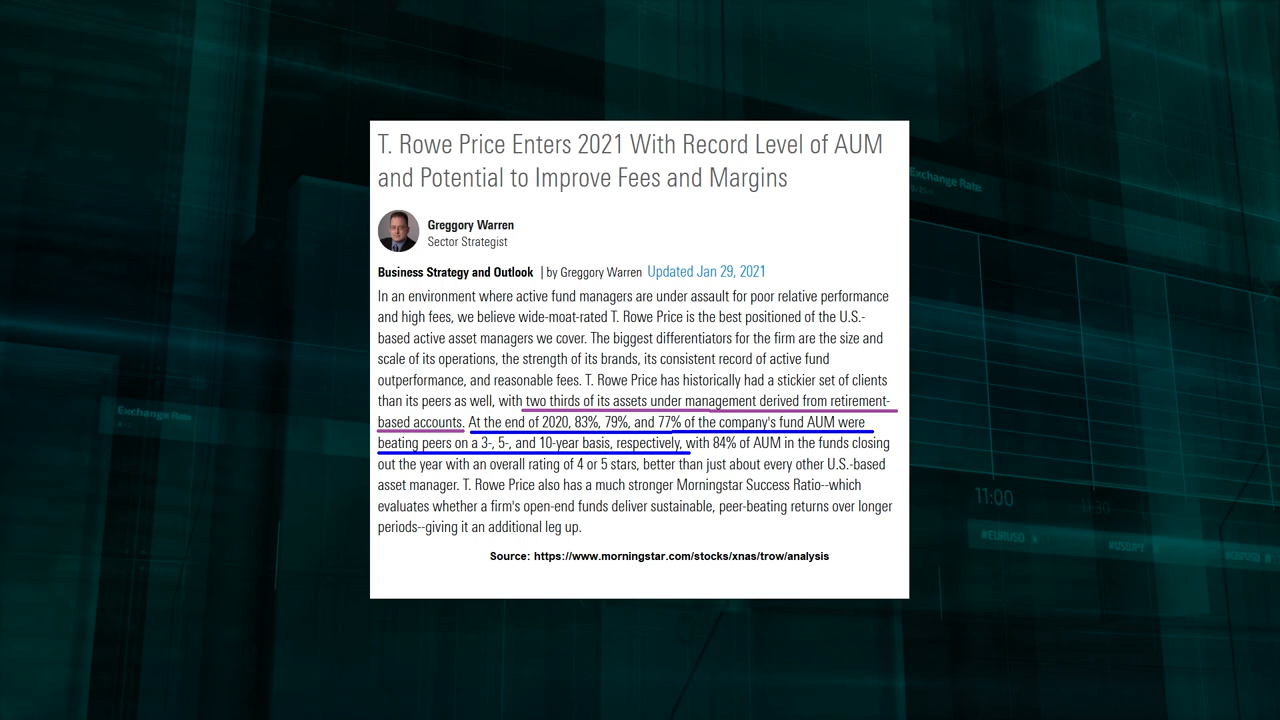 T. Rowe Price Enters 2021 With Record Level of AUM
and Potential to Improve Fees and Margins
Greggory Warren
Sector Strategist
Business Strategy and Outlook | by Greggory Warren Updated Jan 29, 2021
In an environment where active fund managers are under assault for poor relative performance
and high fees, we believe wide-moat-rated T. Rowe Price is the best positioned of the U.S.-
based active asset managers we cover. The biggest differentiators for the firm are the size and
scale of its operations, the strength of its brands, its consistent record of active fund
outperformance, and reasonable fees. T. Rowe Price has historically had a stickier set of clients
than its peers as well, with two thirds of its assets under management derived from retirement-
based accounts. At the end of 2020, 83%, 79%, and 77% of the company's fund AUM were
beating peers on a 3-, 5-, and 10-year basis, respectively, with 84% of AUM in the funds closing
out the year with an overall rating of 4 or 5 stars, better than just about every other U.S.-based
asset manager. T. Rowe Price also has a much stronger Morningstar Success Ratio--which
evaluates whether a firm's open-end funds deliver sustainable, peer-beating returns over longer
periods--giving it an additional leg up.
Source: https://www.morningstar.com/stocks/xnas/trow/analysis
Exchange Rate
Exchange Rate
11:00
11:30
#EURUSD
#USDJPY